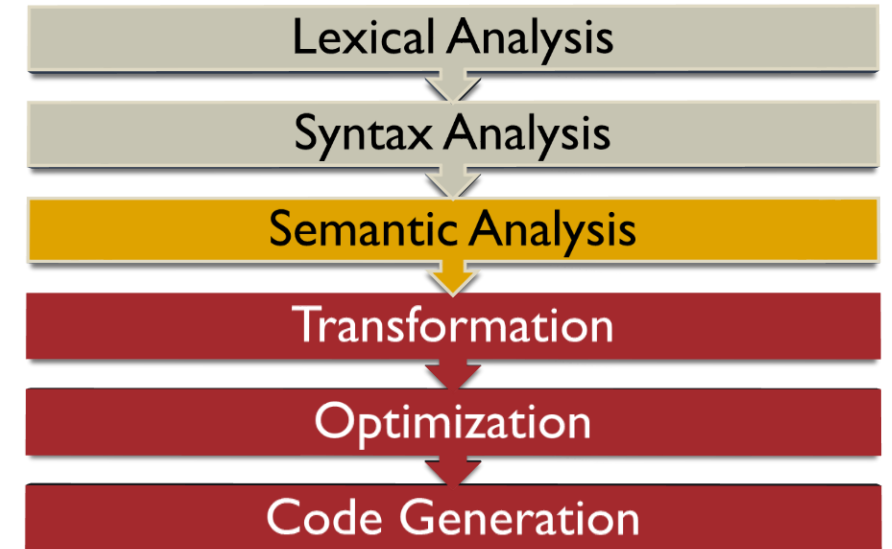 Lexical Analysis
Syntax Analysis
Semantic Analysis
Transformation
Optimization
Code Generation